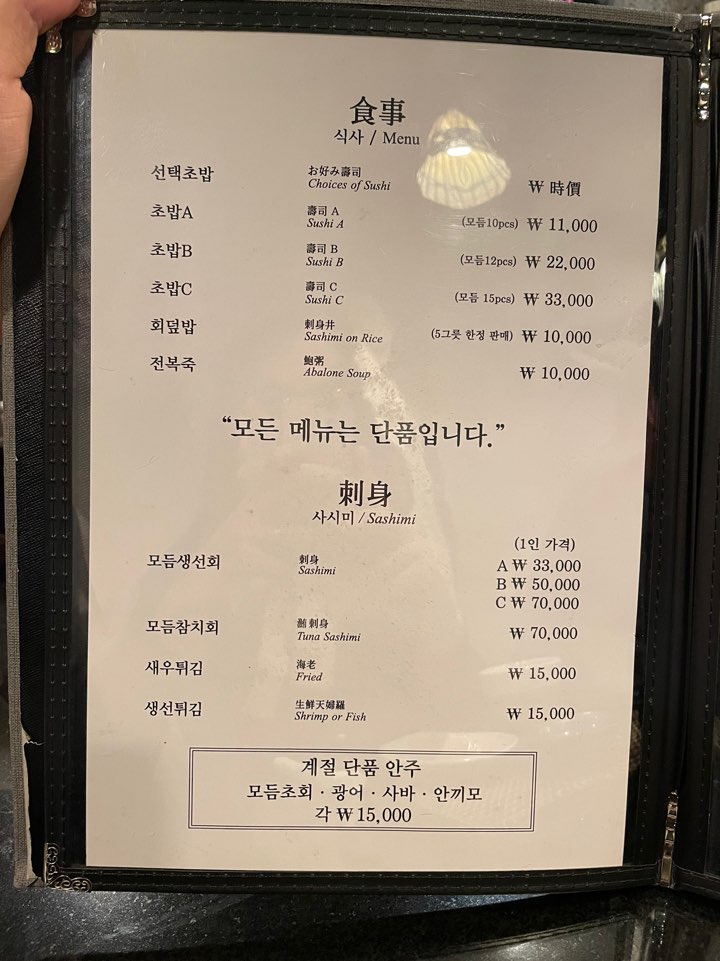 食事
식사 / Menu
선택초밥 お好み壽司 ₩ 時價
Choices of Sushi
초밥A 壽司 A (모듬10pcs) ₩ 11,000
Sushi A
초밥B 壽司 B (모듬12pcs) ₩ 22,000
Sushi B
초밥C 壽司 C (모듬 15pcs) ₩ 33,000
Sushi C
회덮밥 刺身井 (5그릇 한정 판매) ₩ 10,000
Sashimi on Rice
전복죽 鮑粥 ₩ 10,000
Abalone Soup
“모든 메뉴는 단품입니다.”
刺身
사시미 / Sashimi
(1인 가격)
모듬생선회 刺身 A ₩ 33,000
Sashimi B ₩ 50,000
C ₩ 70,000
모듬참치회 刺身 ₩ 70,000
Tuna Sashimi
새우튀김 海老 ₩ 15,000
Fried
생선튀김 生鮮天婦羅 ₩ 15,000
Shrimp or Fish
계절 단품 안주
모듬초회 · 광어 · 사바 · 안끼모
각 ₩ 15,000